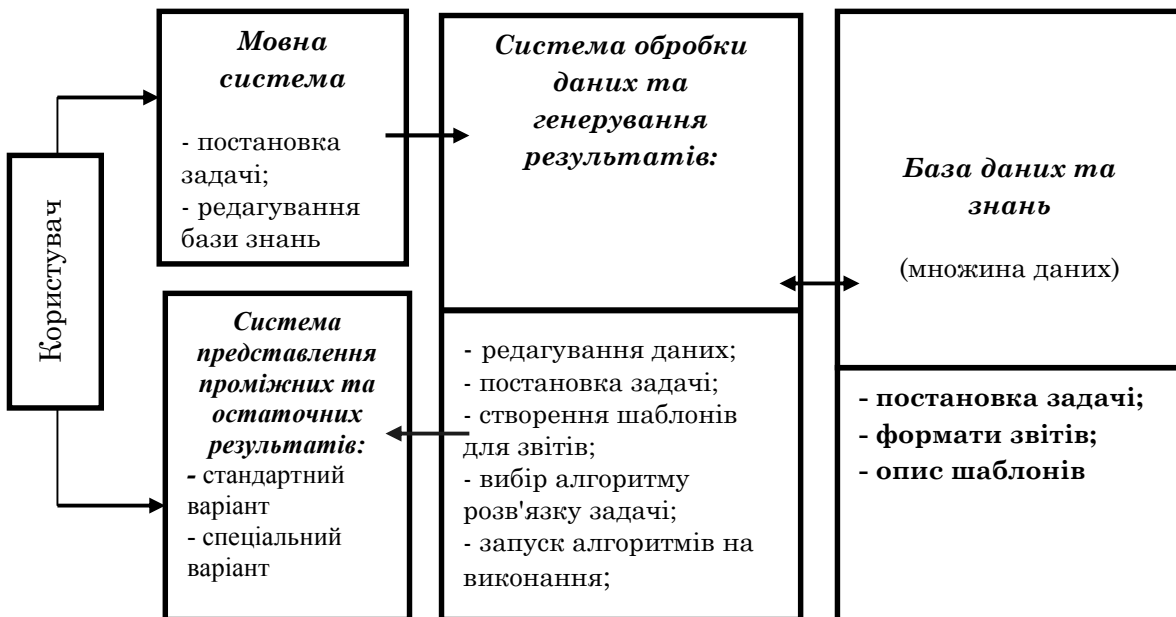 Користувач
Мовна
система
- постановка
задачі;
- редагування
бази знань
Система
представлення
проміжних та
остаточних
результатів:
- стандартний
варіант
- спеціальний
варіант
Система обробки
даних та
генерування
результатів:
- редагування даних;
- постановка задачі;
- створення шаблонів
для звітів;
- вибір алгоритму
розв'язку задачі;
- запуск алгоритмів на
виконання;
База даних та
знань
(множина даних)
- постановка задачі;
- формати звітів;
- опис шаблонів